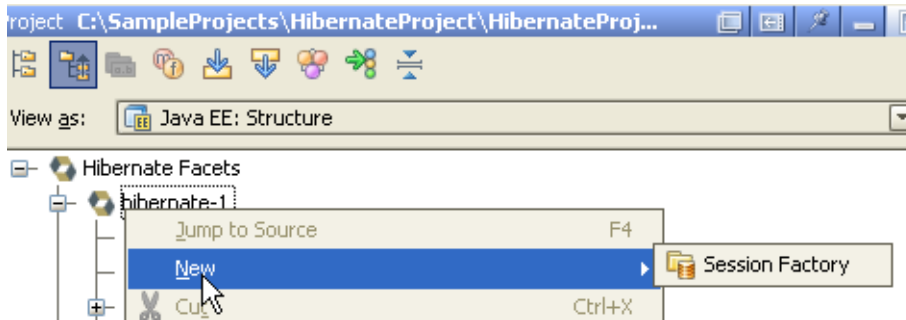 Project C:\SampleProjects\HibernateProject\HibernateProj...
View as: Java EE: Structure
Hibernate Facets
hibernate-1
Jump to Source F4
New Session Factory
Cut Ctrl+X